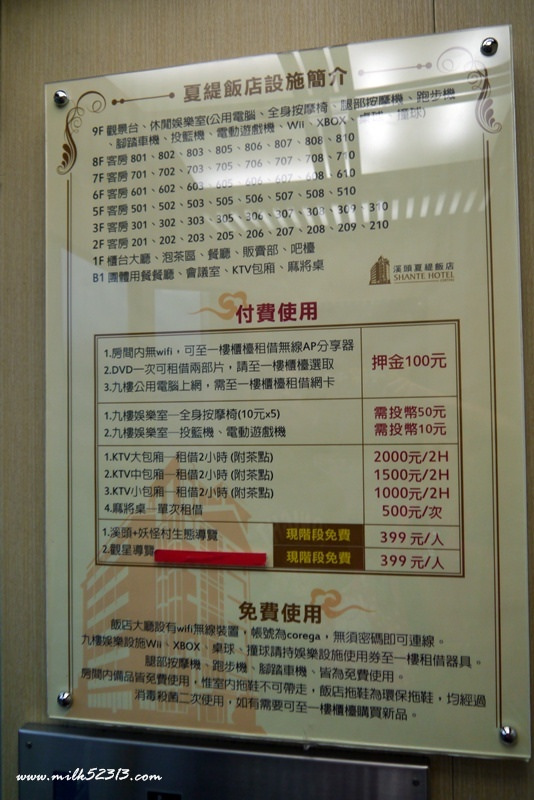 夏緹飯店設施簡介
9F 觀景台、休閒娛樂室(公用電腦、全身按摩椅、腿部按摩機、跑步機
、腳踏車機、投籃機、電動遊戲機、Wii、XBOX、桌球、撞球)
8F 客房 801、802、803、805、806、807、808、810
7F 客房 701、702、703、705、706、707、708、710
6F 客房 601、602、603、605、606、607、608、610
5F 客房 501、502、503、505、506、507、508、510
3F 客房 301、302、303、305、306、307、308、309、310
2F 客房 201、202、203、205、206、207、208、209、210
1F 櫃台大廳、泡茶區、餐廳、販賣部、吧檯
B1 團體用餐餐廳、會議室、KTV包廂、麻將桌
溪頭夏緹飯店
SHANTE HOTEL
付費使用
1.房間內無wifi，可至一樓櫃檯租借無線AP分享器
2.DVD一次可租借兩部片，請至一樓櫃檯選取
3.九樓公用電腦上網，需至一樓櫃檯租借網卡
押金100元
1.九樓娛樂室—全身按摩椅(10元x5) 需投幣50元
2.九樓娛樂室—投籃機、電動遊戲機 需投幣10元
1.KTV大包廂—租借2小時 (附茶點) 2000元/2H
2.KTV中包廂—租借2小時 (附茶點) 1500元/2H
3.KTV小包廂—租借2小時 (附茶點) 1000元/2H
4.麻將桌—單次租借 500元/次
1.溪頭+妖怪村生態導覽 現階段免費 399 元/人
2.觀星導覽 現階段免費 399 元/人
免費使用
飯店大廳設有wifi無線裝置，帳號為corega，無須密碼即可連線。
九樓娛樂設施Wii、XBOX、桌球、撞球請持娛樂設施使用券至一樓租借器具。
腿部按摩機、跑步機、腳踏車機、皆為免費使用。
房間內備品皆免費使用，惟室內拖鞋不可帶走，飯店拖鞋為環保拖鞋，均經過
消毒殺菌二次使用，如有需要可至一樓櫃檯購買新品。
www.milk52313.com